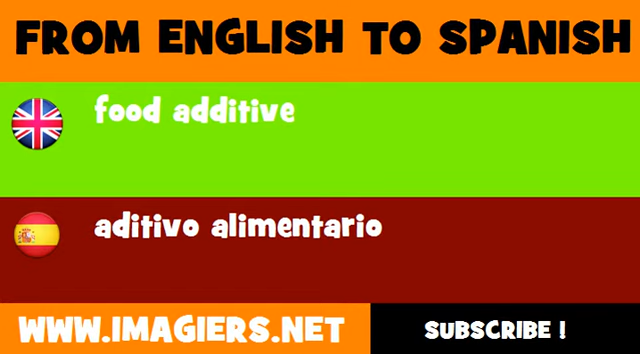 FROM ENGLISH TO SPANISH
food additive
aditivo alimentario
WWW.IMAGIERS.NET
SUBSCRIBE !